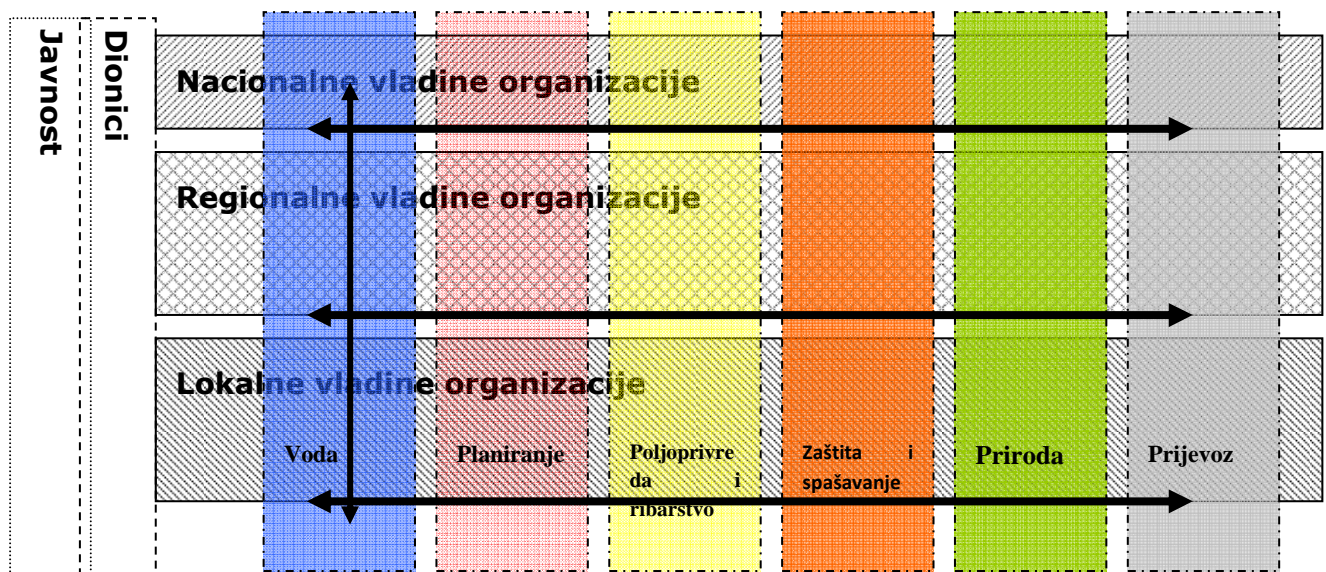 Javnost
Dionici
Nacionalne vladine organizacije
Regionalne vladine organizacije
Lokalne vladine organizacije
Voda
Planiranje
Poljoprivre
da i
ribarstvo
Zaštita i
spašavanje
Priroda
Prijevoz